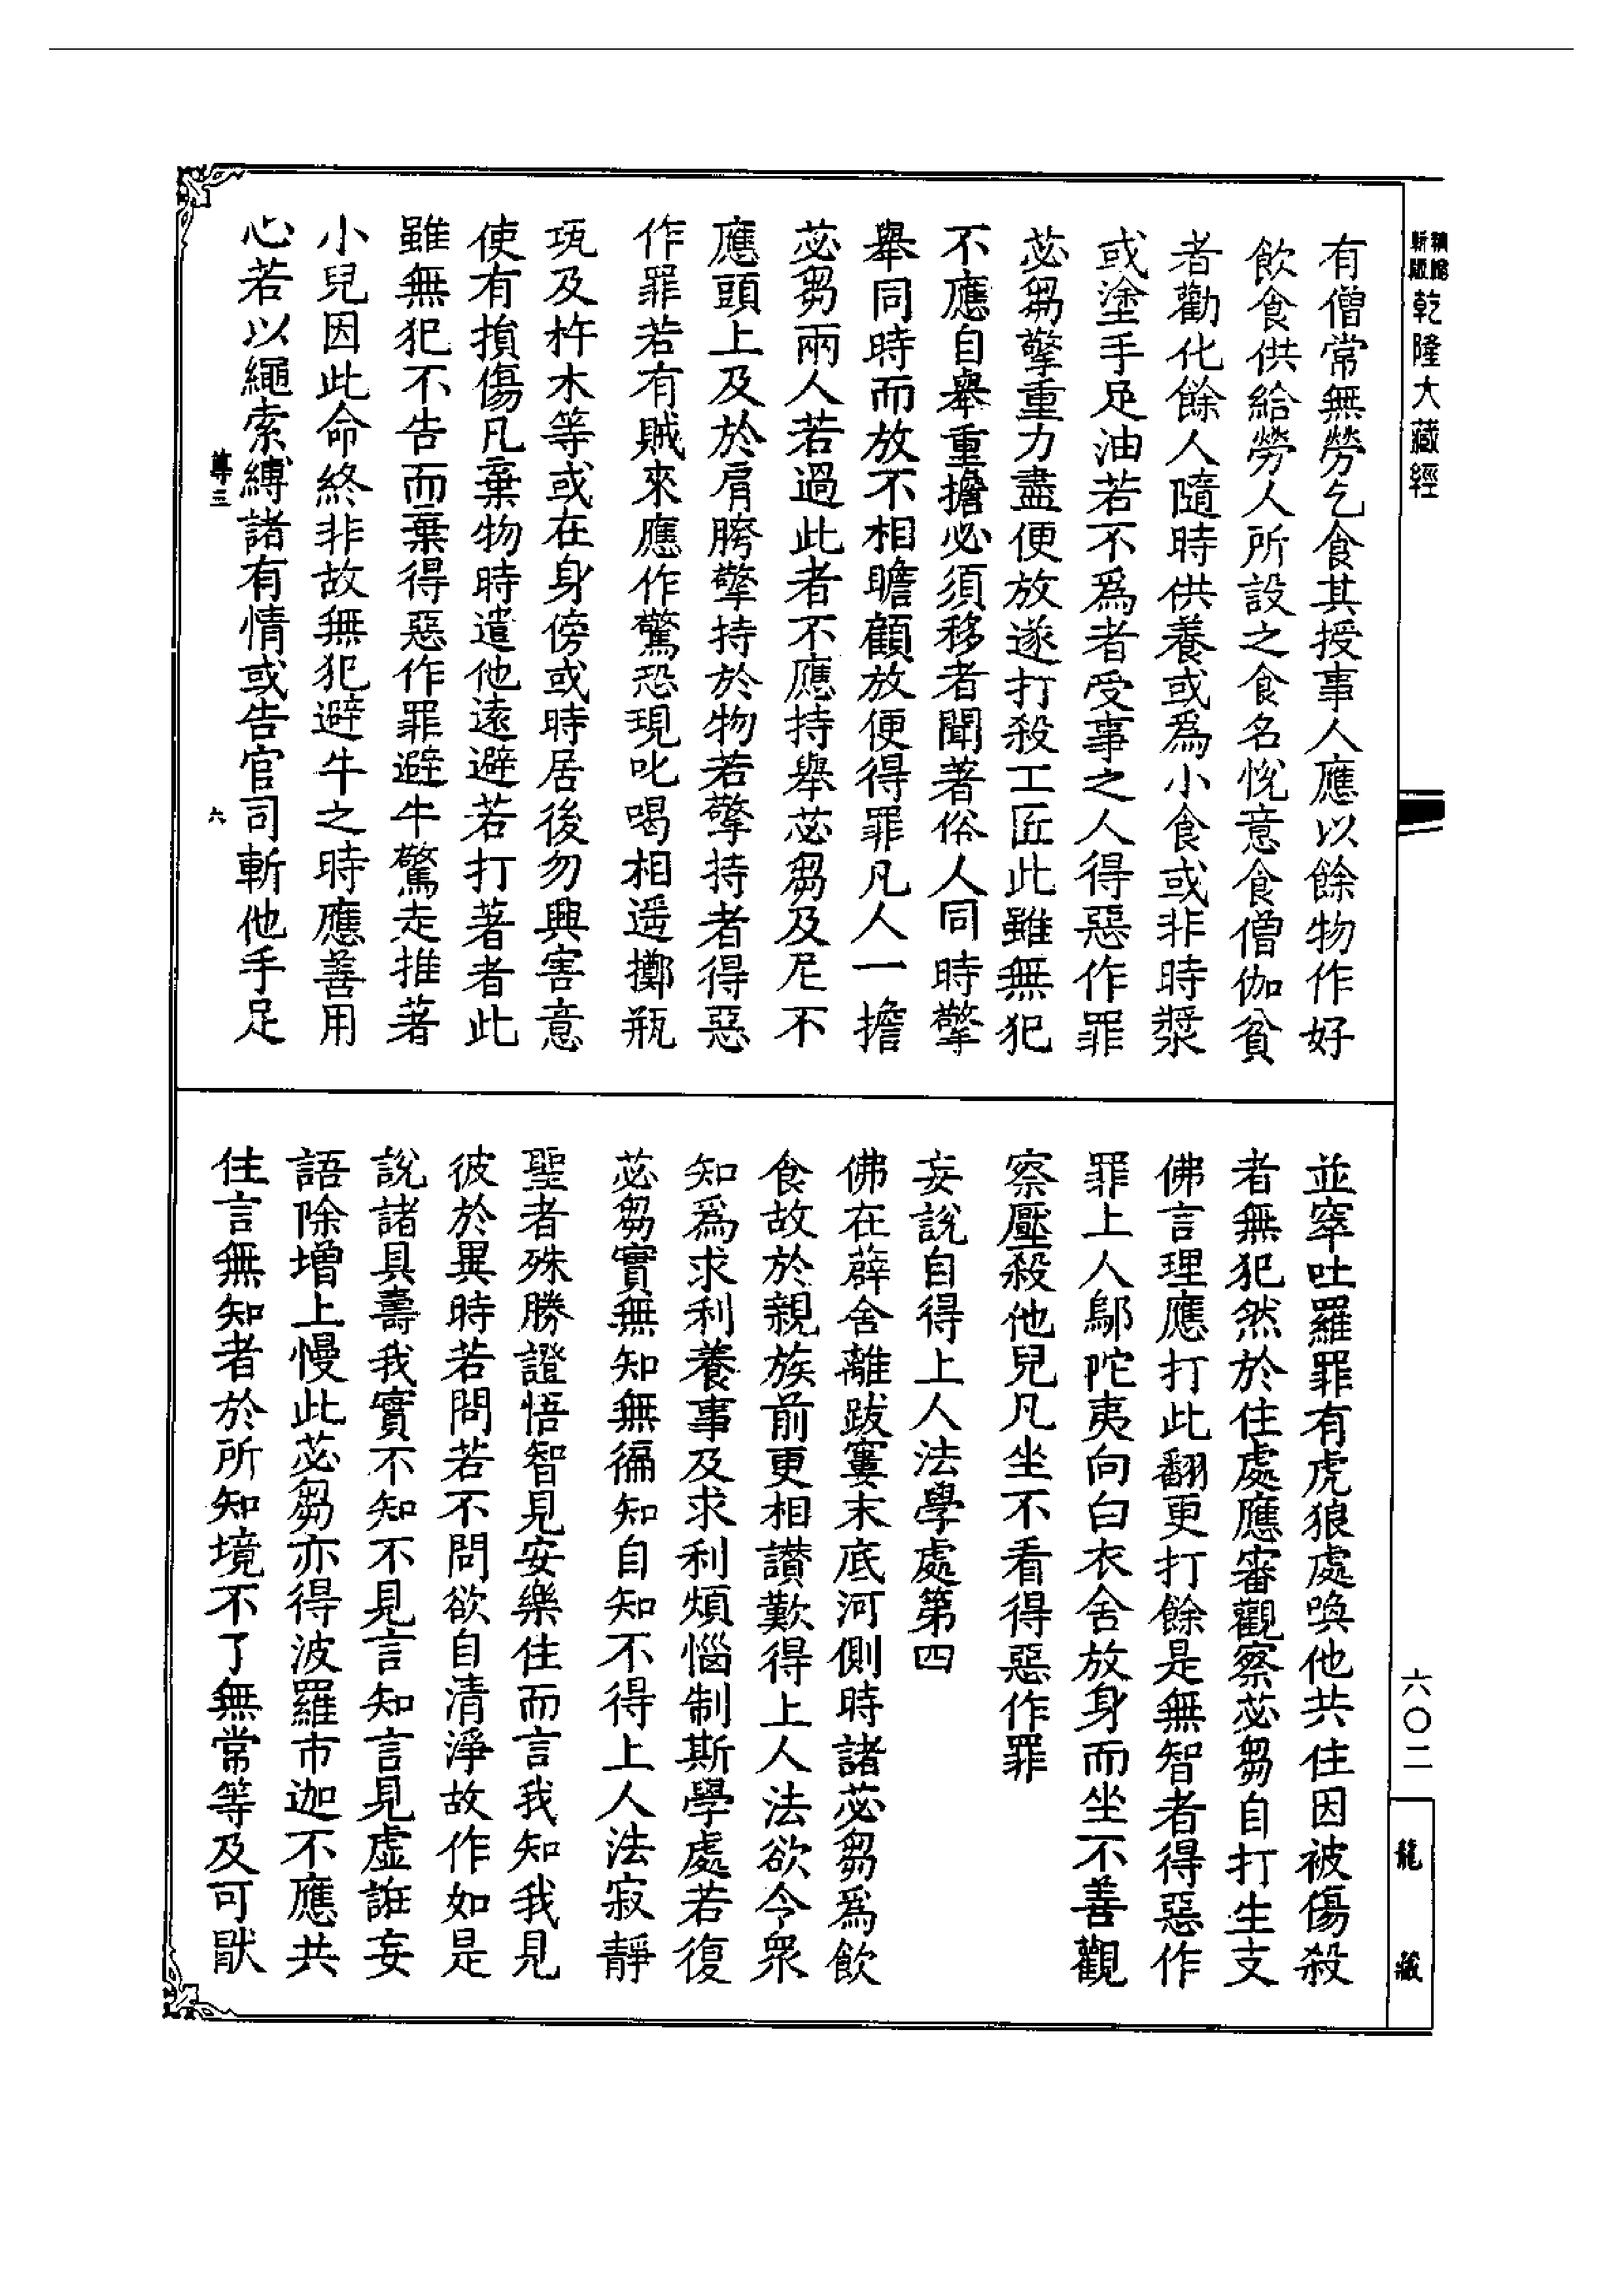 乾隆大藏經
有僧常無勞乞食其授事人應以餘物作好
飲食供給勞人所設之食名悅意食僧伽貧
者勸化餘人隨時供養或爲小食或非時漿
或塗手足油若不爲者受事之人得惡作罪
苾芻擎重力盡便放遂打殺工匠此雖無犯
不應自舉重擔必須移者聞著俗人同時擎
舉同時而放不相瞻顧放便得罪凡人一擔
苾芻兩人若過此者不應持舉苾芻及尼不
應頭上及於肩胯擎持於物若擎持者得惡
作罪若有賊來應作驚恐現叱喝相遥擲瓶
瓨及杵木等或在身傍或時居後勿興害意
使有損傷凡棄物時遣他遠避若打著者此
雖無犯不告而棄得惡作罪避牛驚走推著
小兒因此命終非故無犯避牛之時應善用
心若以繩索縛諸有情或告官司斬他手足
尊三
六
並窣吐羅罪有虎狼處喚他共住因被傷殺
者無犯然於住處應審觀察苾芻自打生支
佛言理應打此翻更打餘是無智者得惡作
罪上人鄔陀夷向白衣舍放身而坐不善觀
察壓殺他兒凡坐不看得惡作罪
妄說自得上人法學處第四
佛在薜舍離跋窶末底河側時諸苾芻爲飲
食故於親族前更相讚歎得上人法欲令衆
知爲求利養事及求利煩惱制斯學處若復
苾芻實無知無徧知自知不得上人法寂靜
聖者殊勝證悟智見安樂住而言我知我見
彼於異時若問若不問欲自清淨故作如是
說諸具壽我實不知不見言知言見虛誑妄
語除增上慢此苾芻亦得波羅市迦不應共
住言無知者於所知境不了無常等及可猒
六〇二
龍藏